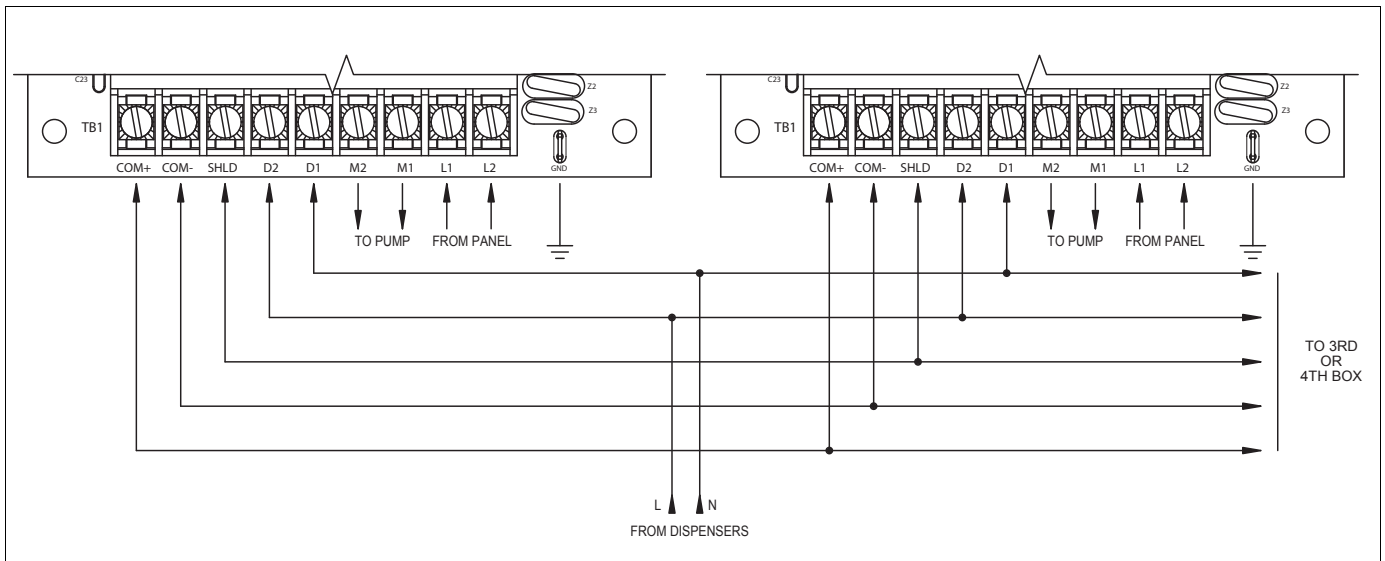 C23 Z2 C23 Z2
Z3 Z3
TB1 TB1
COM+ COM- SHLD D2 D1 M2 M1 L1 L2 GND COM+ COM- SHLD D2 D1 M2 M1 L1 L2 GND
TO PUMP FROM PANEL TO PUMP FROM PANEL
TO 3RD
OR
4TH BOX
L N
FROM DISPENSERS